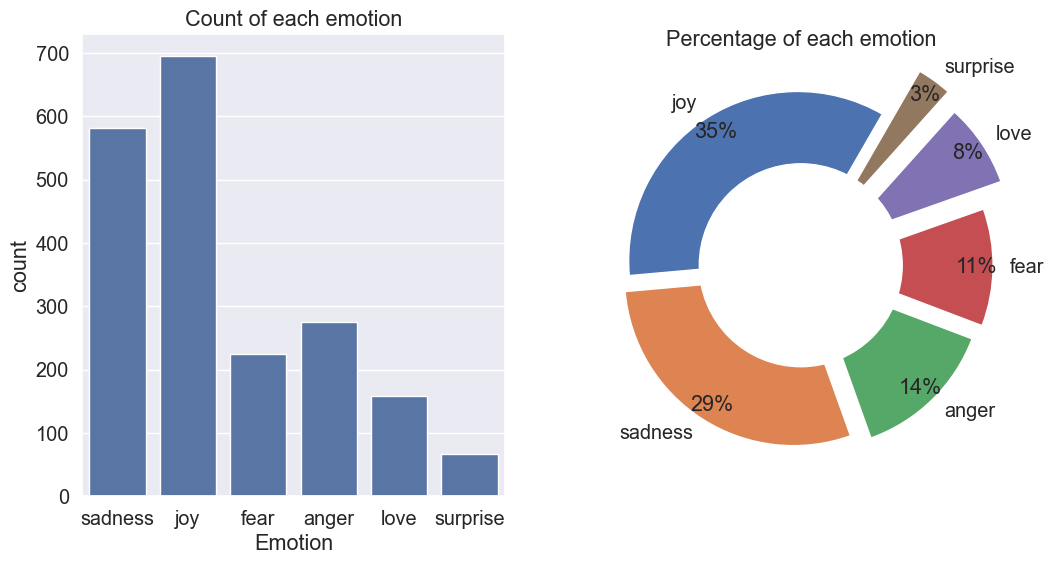 Count of each emotion
700
600
500
400
300
200
100
0
count
sadness joy fear anger love surprise
Emotion
Percentage of each emotion
surprise
3%
joy
35%
love
8%
11% fear
14%
anger
29%
sadness